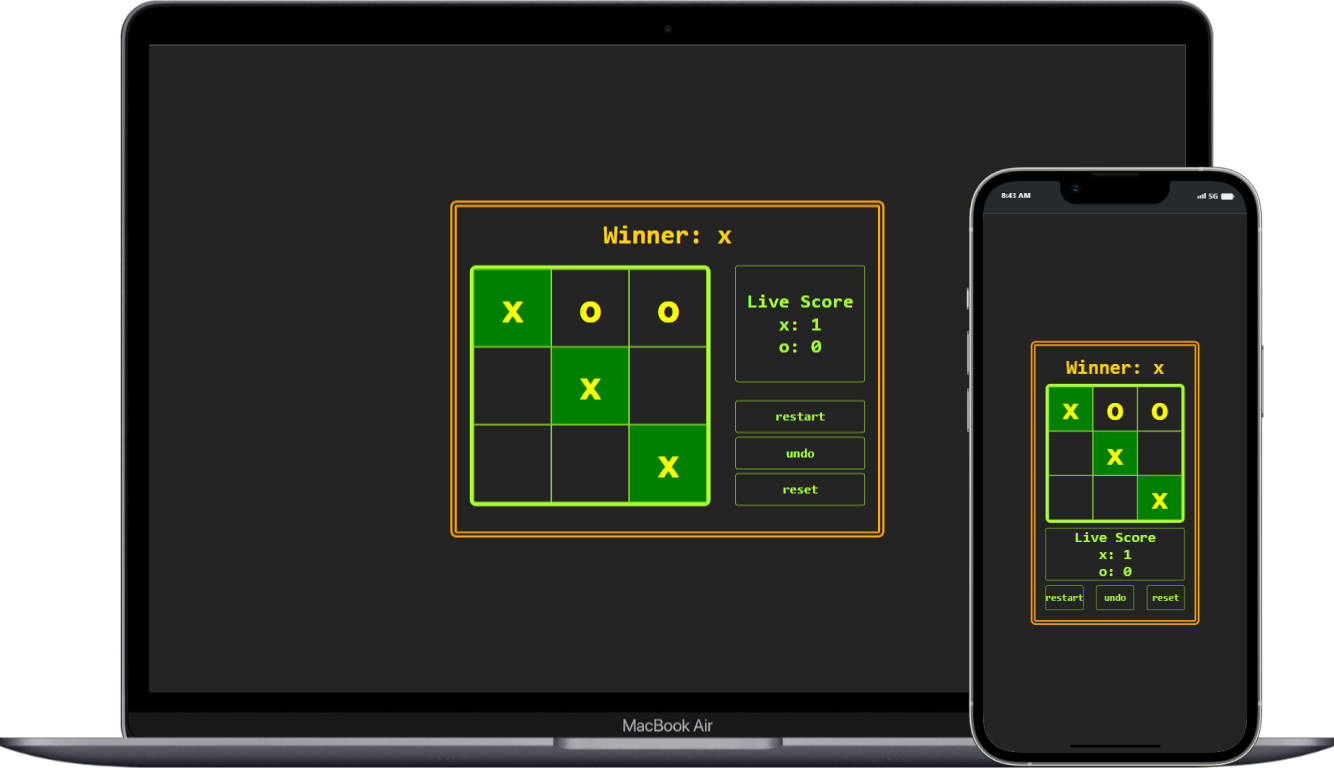 Winner: x
x o o
x
x
Live Score
x: 1
o: 0
restart
undo
reset
MacBook Air
8:43 AM
5G
Winner: x
x o o
x
x
Live Score
x: 1
o: 0
restart undo reset